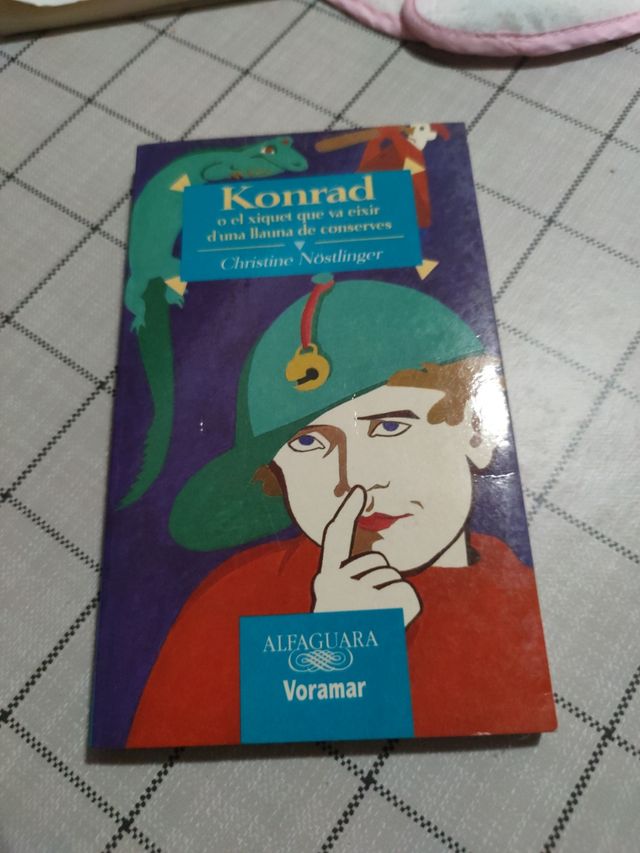 Konrad
o el xiquet que va eixir
d'una llauna de conserves
Christine Nöstlinger
ALFAGUARA
Voramar